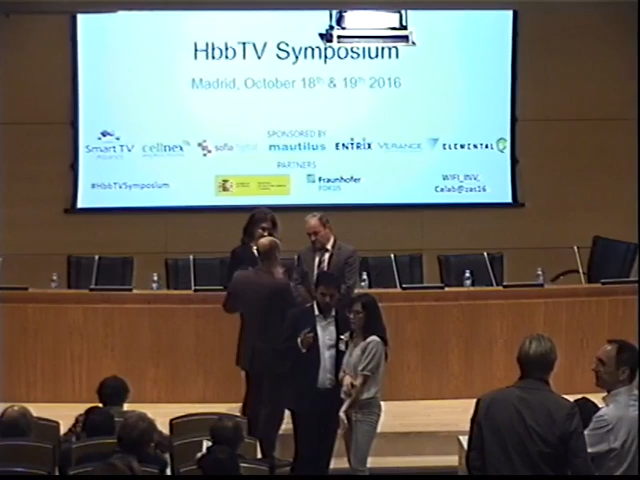 HbbTV Symposium
Madrid, October 18th & 19th 2016
SPONSORED BY
Smart TV
cellnex
sofia
mautilus
ENTRIX
VERANCE
ELEMENTAL
PARTNERS
Fraunhofer
FOKUS
#HbbTVSymposium
WIFI_INV,
Calab@zas16